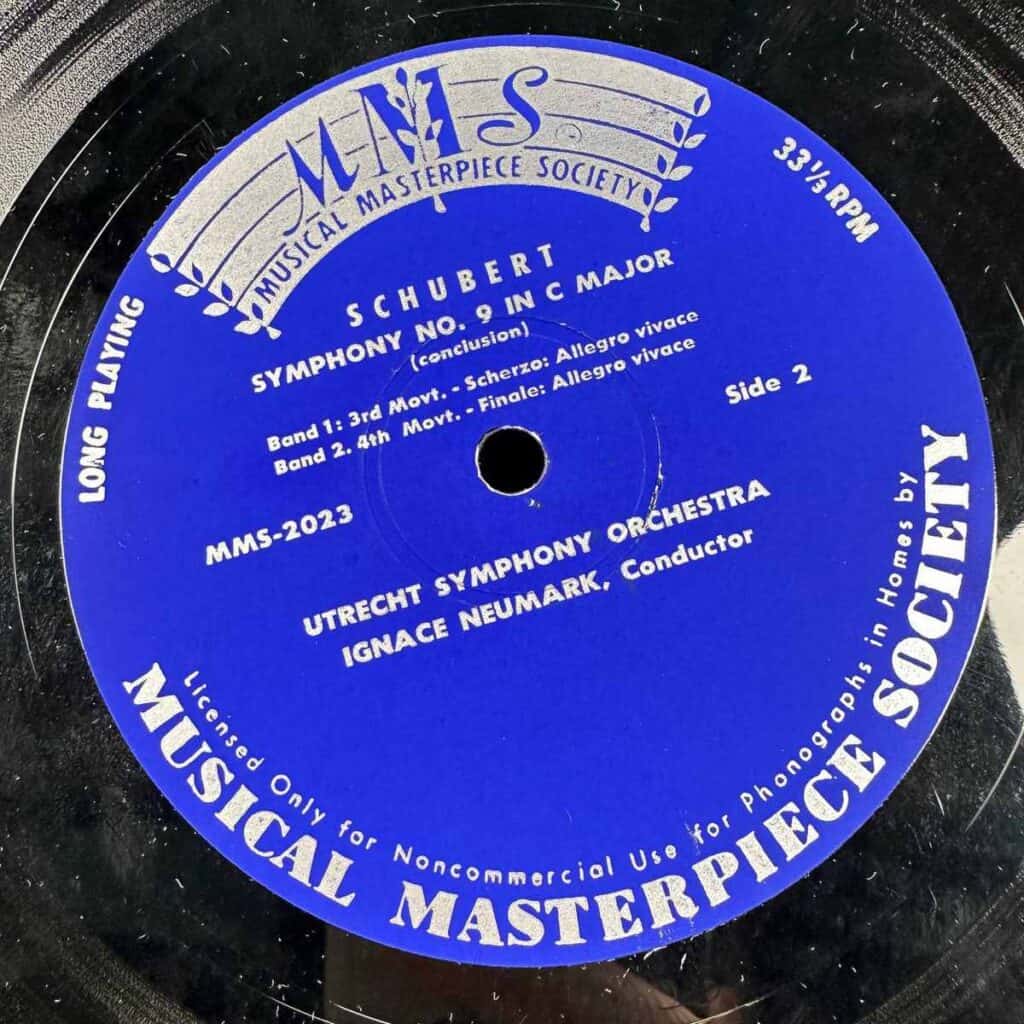 MMS
MUSICAL MASTERPIECE SOCIETY
33⅓ RPM
LONG PLAYING
SCHUBERT
SYMPHONY NO. 9 IN C MAJOR
(conclusion)
Band 1: 3rd Movt. - Scherzo: Allegro vivace
Band 2. 4th Movt. - Finale: Allegro vivace
Side 2
MMS-2023
UTRECHT SYMPHONY ORCHESTRA
IGNACE NEUMARK, Conductor
Licensed Only for Noncommercial Use for Phonographs in Homes by
MUSICAL MASTERPIECE SOCIETY